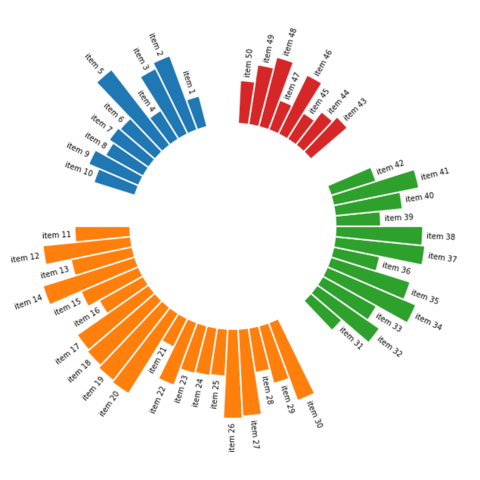 item 1
item 2
item 3
item 4
item 5
item 6
item 7
item 8
item 9
item 10
item 11
item 12
item 13
item 14
item 15
item 16
item 17
item 18
item 19
item 20
item 21
item 22
item 23
item 24
item 25
item 26
item 27
item 28
item 29
item 30
item 31
item 32
item 33
item 34
item 35
item 36
item 37
item 38
item 39
item 40
item 41
item 42
item 43
item 44
item 45
item 46
item 47
item 48
item 49
item 50